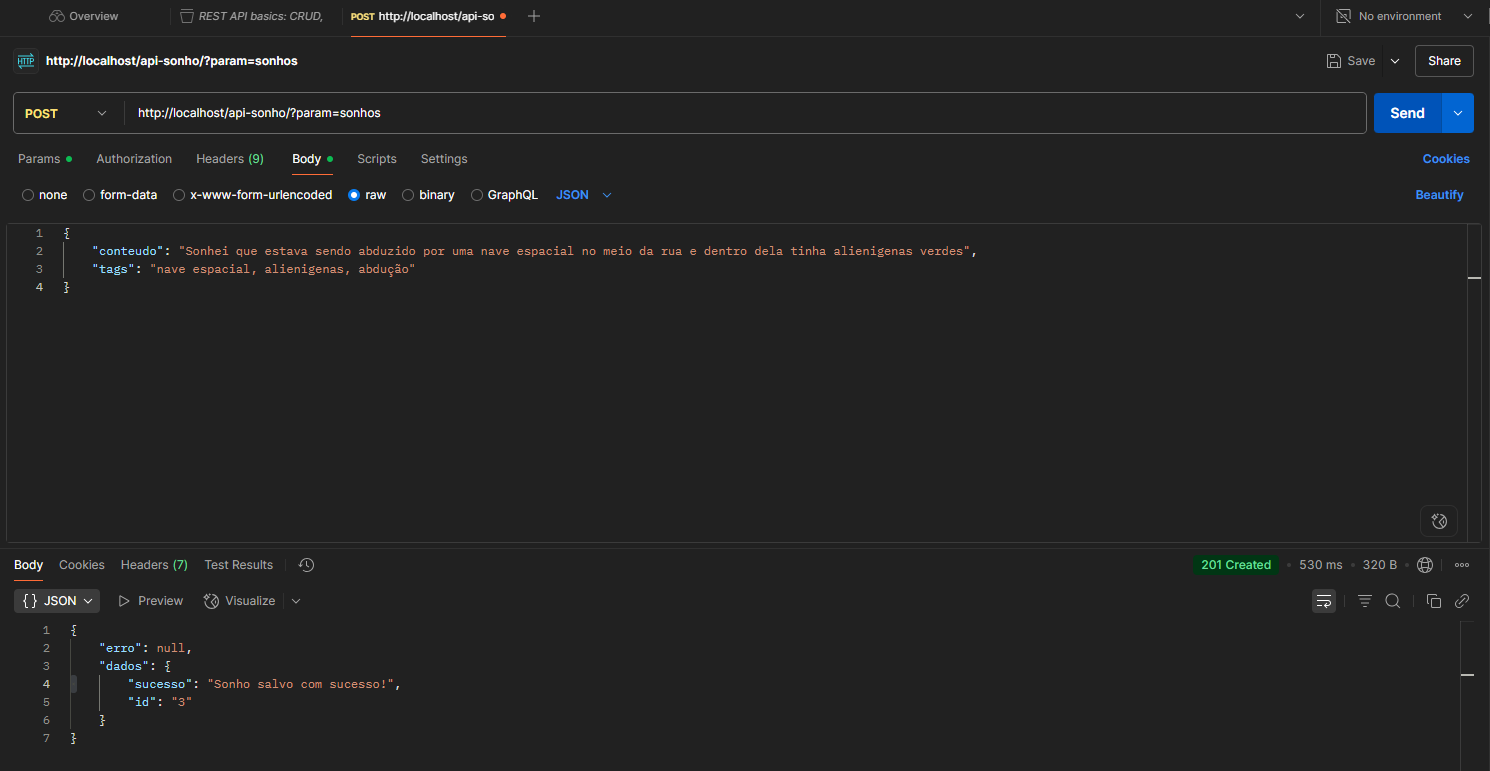 Overview REST API basics: CRUD, POST http://localhost/api-so No environment
HTTP http://localhost/api-sonho/?param=sonhos Save Share
POST http://localhost/api-sonho/?param=sonhos Send
Params Authorization Headers (9) Body Scripts Settings Cookies
none form-data x-www-form-urlencoded raw binary GraphQL JSON Beautify
1 {
2 "conteudo": "Sonhei que estava sendo abduzido por uma nave espacial no meio da rua e dentro dela tinha alienigenas verdes",
3 "tags": "nave espacial, alienigenas, abdução"
4 }
Body Cookies Headers (7) Test Results 201 Created 530 ms 320 B
{} JSON Preview Visualize
1 {
2 "erro": null,
3 "dados": {
4 "sucesso": "Sonho salvo com sucesso!",
5 "id": "3"
6 }
7 }